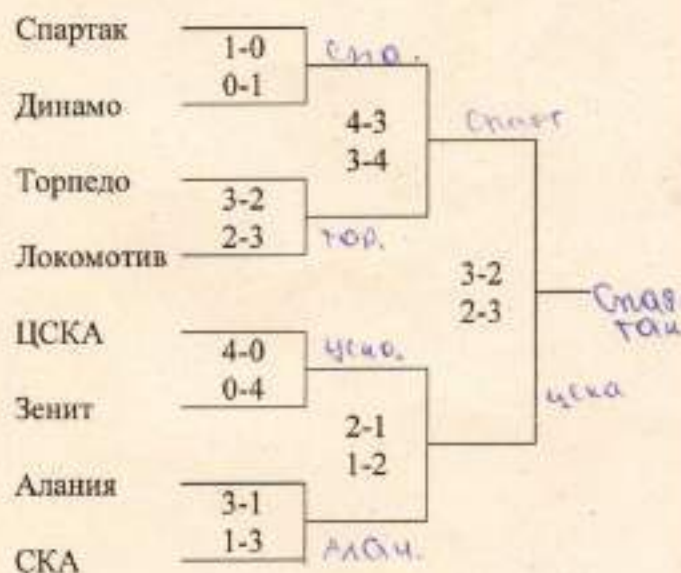 Спартак
1-0
спа.
0-1
Динамо
4-3
Спарт
3-4
Торпедо
3-2
2-3
тор.
Локомотив
3-2
2-3
Спар
так
ЦСКА
4-0
цска.
0-4
Зенит
цска
2-1
1-2
Алания
3-1
1-3
Алан.
СКА